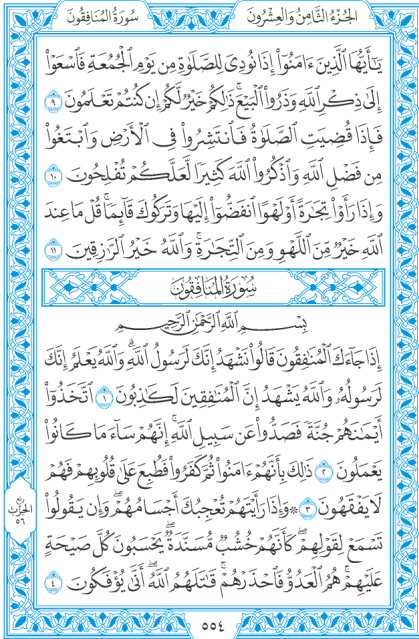 الجزء الثامن والعشرون
سورة المنافقون
يَٰٓأَيُّهَا ٱلَّذِينَ ءَامَنُوٓا۟ إِذَا نُودِىَ لِلصَّلَوٰةِ مِن يَوْمِ ٱلْجُمُعَةِ فَٱسْعَوْا۟
إِلَىٰ ذِكْرِ ٱللَّهِ وَذَرُوا۟ ٱلْبَيْعَ ۚ ذَٰلِكُمْ خَيْرٌ لَّكُمْ إِن كُنتُمْ تَعْلَمُونَ ٩
فَإِذَا قُضِيَتِ ٱلصَّلَوٰةُ فَٱنتَشِرُوا۟ فِى ٱلْأَرْضِ وَٱبْتَغُوا۟
مِن فَضْلِ ٱللَّهِ وَٱذْكُرُوا۟ ٱللَّهَ كَثِيرًا لَّعَلَّكُمْ تُفْلِحُونَ ١٠
وَإِذَا رَأَوْا۟ تِجَٰرَةً أَوْ لَهْوًا ٱنفَضُّوٓا۟ إِلَيْهَا وَتَرَكُوكَ قَآئِمًا ۚ قُلْ مَا عِندَ
ٱللَّهِ خَيْرٌ مِّنَ ٱللَّهْوِ وَمِنَ ٱلتِّجَٰرَةِ ۚ وَٱللَّهُ خَيْرُ ٱلرَّٰزِقِينَ ١١
سورة المنافقون
بِسْمِ ٱللَّهِ ٱلرَّحْمَٰنِ ٱلرَّحِيمِ
إِذَا جَآءَكَ ٱلْمُنَٰفِقُونَ قَالُوا۟ نَشْهَدُ إِنَّكَ لَرَسُولُ ٱللَّهِ ۗ وَٱللَّهُ يَعْلَمُ إِنَّكَ
لَرَسُولُهُۥ وَٱللَّهُ يَشْهَدُ إِنَّ ٱلْمُنَٰفِقِينَ لَكَٰذِبُونَ ١ ٱتَّخَذُوٓا۟
أَيْمَٰنَهُمْ جُنَّةً فَصَدُّوا۟ عَن سَبِيلِ ٱللَّهِ ۚ إِنَّهُمْ سَآءَ مَا كَانُوا۟
يَعْمَلُونَ ٢ ذَٰلِكَ بِأَنَّهُمْ ءَامَنُوا۟ ثُمَّ كَفَرُوا۟ فَطُبِعَ عَلَىٰ قُلُوبِهِمْ فَهُمْ
لَا يَفْقَهُونَ ٣ ۞ وَإِذَا رَأَيْتَهُمْ تُعْجِبُكَ أَجْسَامُهُمْ ۖ وَإِن يَقُولُوا۟
تَسْمَعْ لِقَوْلِهِمْ ۖ كَأَنَّهُمْ خُشُبٌ مُّسَنَّدَةٌ ۖ يَحْسَبُونَ كُلَّ صَيْحَةٍ
عَلَيْهِمْ ۚ هُمُ ٱلْعَدُوُّ فَٱحْذَرْهُمْ ۚ قَٰتَلَهُمُ ٱللَّهُ ۖ أَنَّىٰ يُؤْفَكُونَ ٤
ربع
الحزب
٥٦
٥٥٤